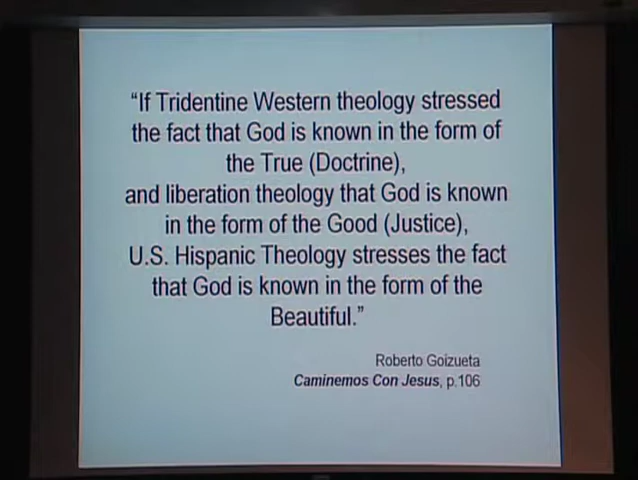 “If Tridentine Western theology stressed
the fact that God is known in the form of
the True (Doctrine),
and liberation theology that God is known
in the form of the Good (Justice),
U.S. Hispanic Theology stresses the fact
that God is known in the form of the
Beautiful.”
Roberto Goizueta
Caminemos Con Jesus, p.106